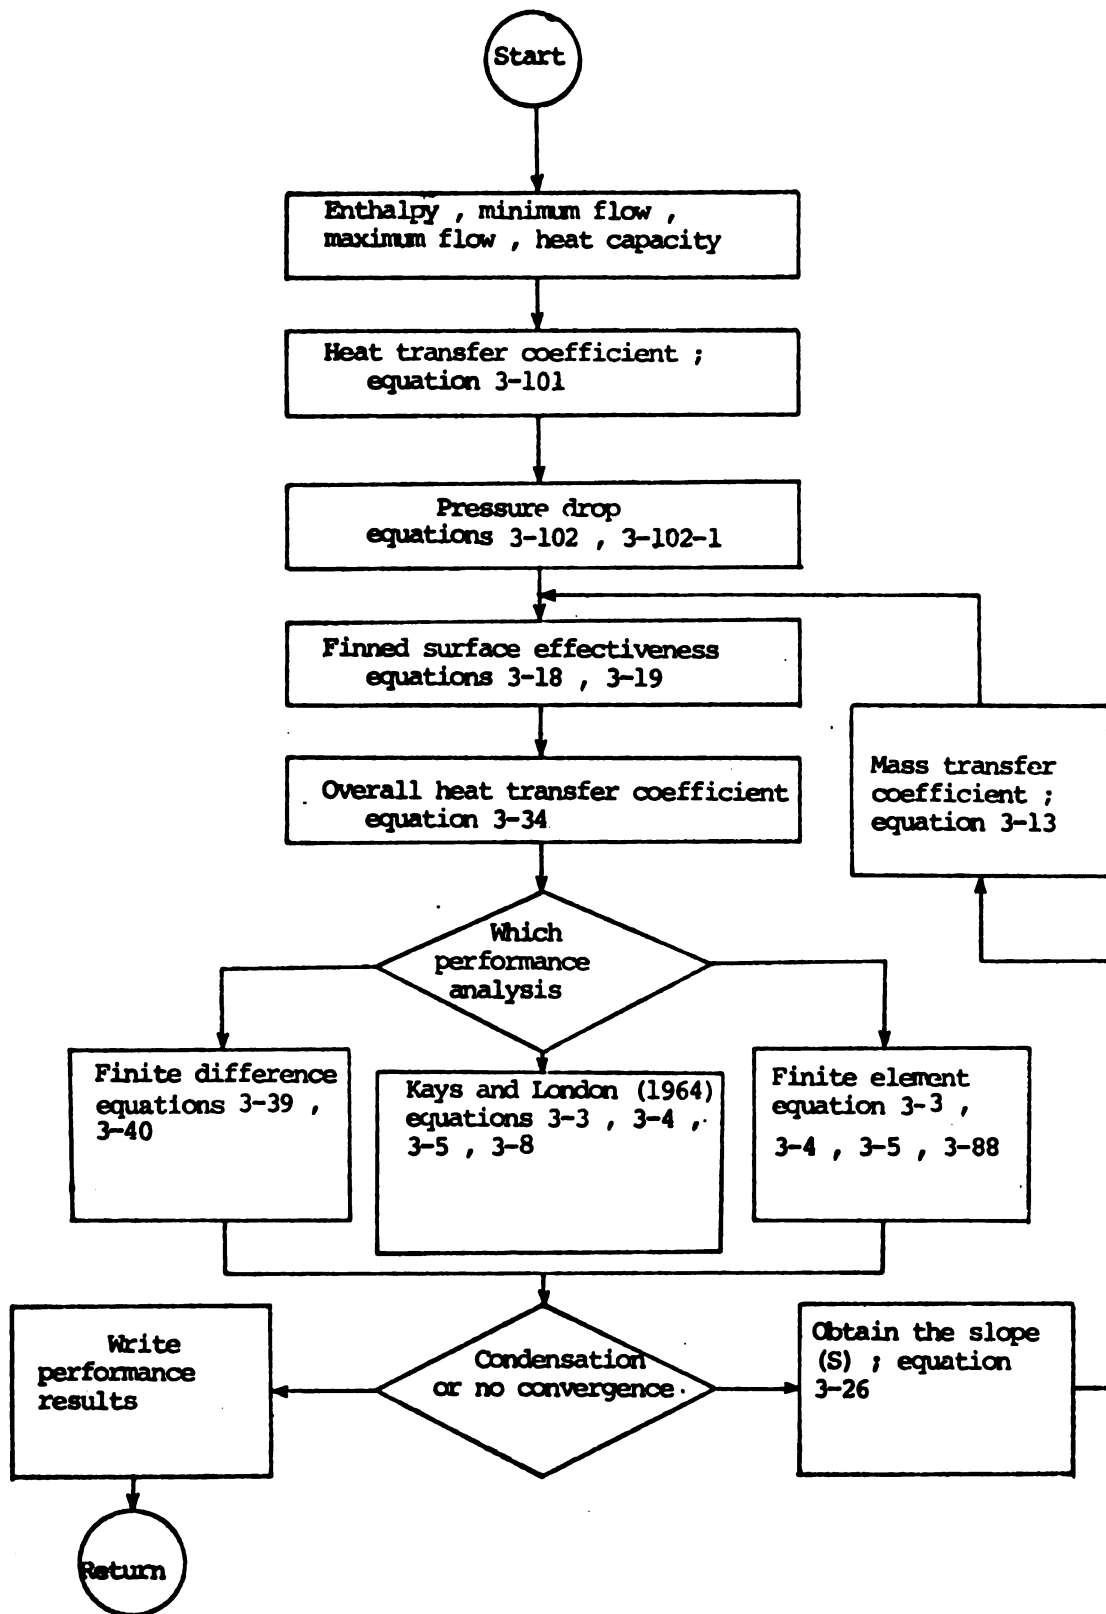 Start
Enthalpy , minimum flow ,
maximum flow , heat capacity
Heat transfer coefficient ;
equation 3-101
Pressure drop
equations 3-102 , 3-102-1
Finned surface effectiveness
equations 3-18 , 3-19
Overall heat transfer coefficient
equation 3-34
Mass transfer
coefficient ;
equation 3-13
Which
performance
analysis
Finite difference
equations 3-39 ,
3-40
Kays and London (1964)
equations 3-3 , 3-4 ,
3-5 , 3-8
Finite element
equation 3-3 ,
3-4 , 3-5 , 3-88
Write
performance
results
Condensation
or no convergence
Obtain the slope
(S) ; equation
3-26
Return